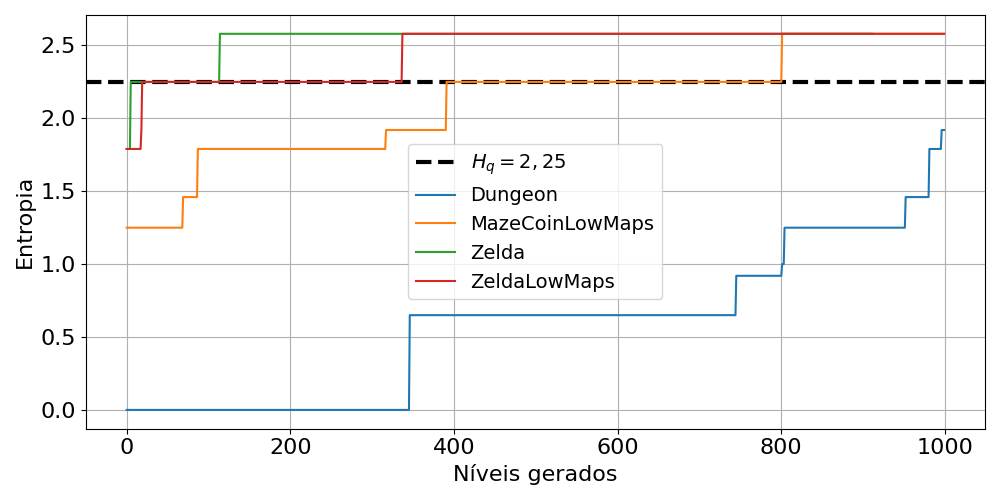 Entropia
2.5
2.0
1.5
1.0
0.5
0.0
H_q = 2, 25
Dungeon
MazeCoinLowMaps
Zelda
ZeldaLowMaps
0 200 400 600 800 1000
Níveis gerados